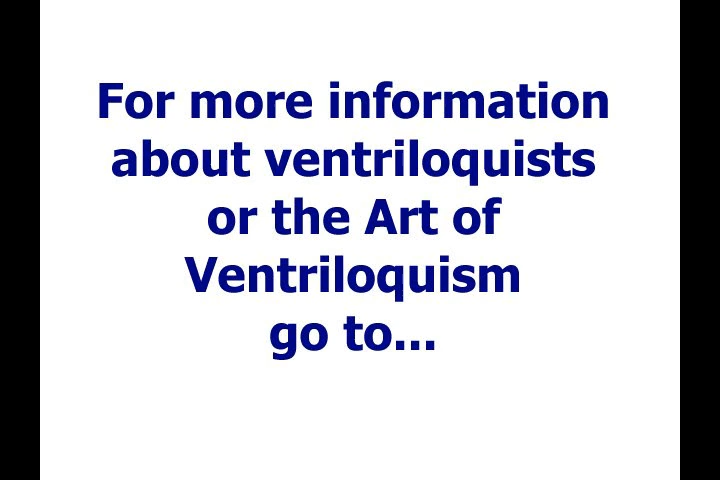 For more information
about ventriloquists
or the Art of
Ventriloquism
go to...